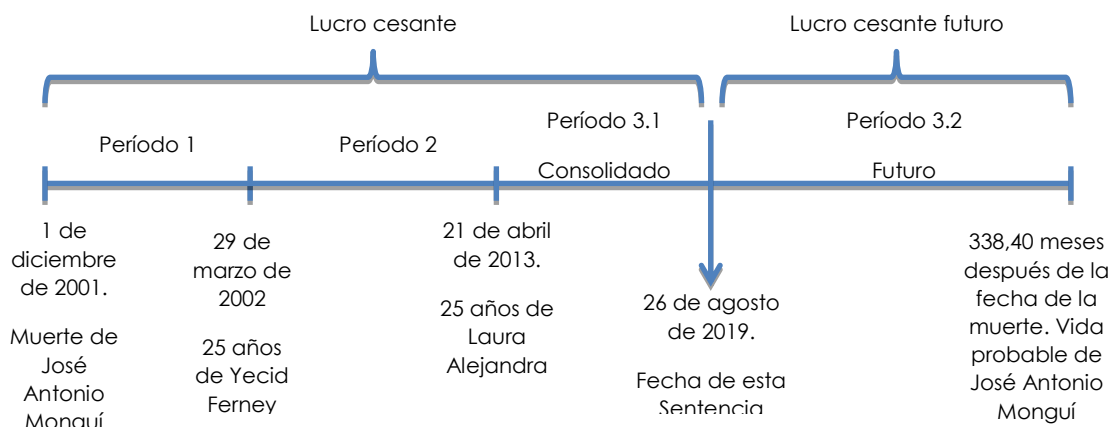 Lucro cesante
Lucro cesante futuro
Período 1
Período 2
Período 3.1
Consolidado
Período 3.2
Futuro
1 de
diciembre
de 2001.
Muerte de
José
Antonio
Monguí
29 de
marzo de
2002
25 años
de Yecid
Ferney
21 de abril
de 2013.
25 años de
Laura
Alejandra
26 de agosto
de 2019.
Fecha de esta
Sentencia
338,40 meses
después de la
fecha de la
muerte. Vida
probable de
José Antonio
Monguí